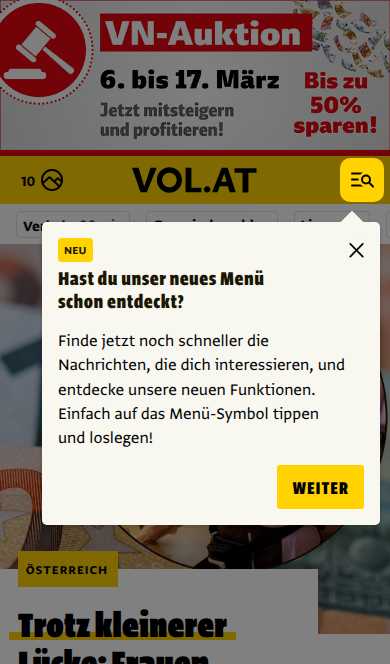 VN-Auktion
6. bis 17. März
Jetzt mitsteigern
und profitieren!
Bis zu
50%
sparen!
10
VOL.AT
NEU
Hast du unser neues Menü
schon entdeckt?
Finde jetzt noch schneller die
Nachrichten, die dich interessieren, und
entdecke unsere neuen Funktionen.
Einfach auf das Menü-Symbol tippen
und loslegen!
WEITER
ÖSTERREICH
Trotz kleinerer
Lücke: Frauen